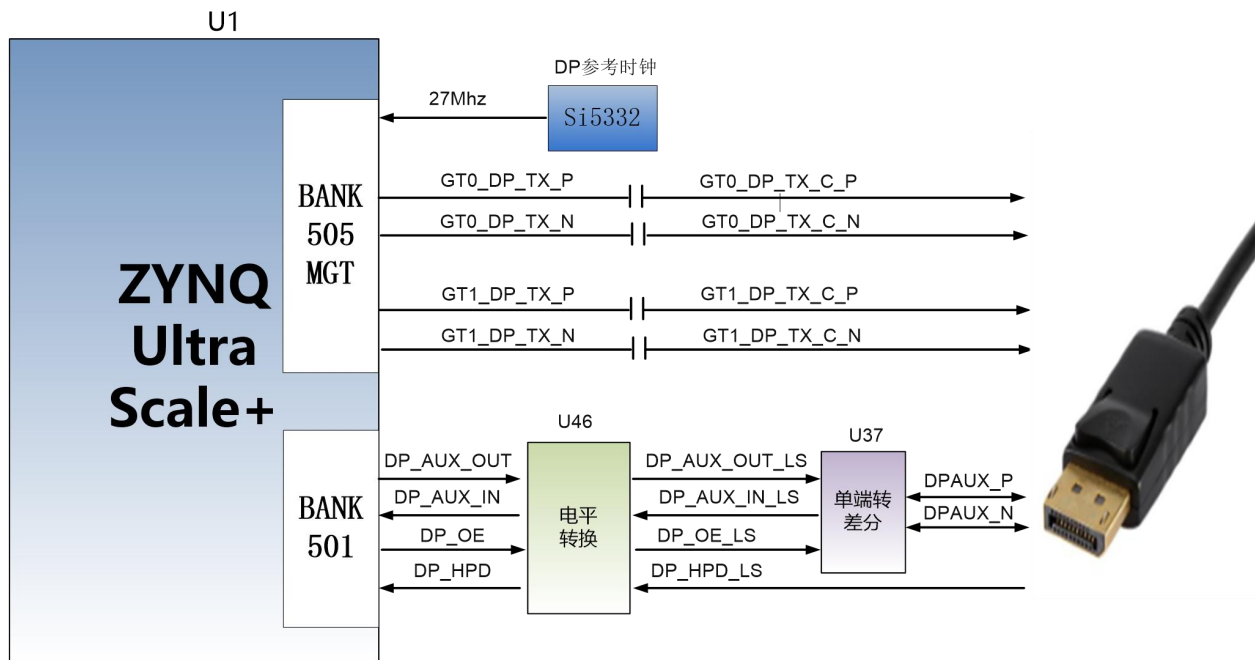 U1
DP参考时钟
27Mhz
Si5332
BANK
505
MGT
GT0_DP_TX_P
GT0_DP_TX_C_P
GT0_DP_TX_N
GT0_DP_TX_C_N
GT1_DP_TX_P
GT1_DP_TX_C_P
GT1_DP_TX_N
GT1_DP_TX_C_N
ZYNQ
Ultra
Scale+
U46
U37
BANK
501
DP_AUX_OUT
DP_AUX_IN
DP_OE
DP_HPD
电平
转换
DP_AUX_OUT_LS
DP_AUX_IN_LS
DP_OE_LS
DP_HPD_LS
单端转
差分
DPAUX_P
DPAUX_N